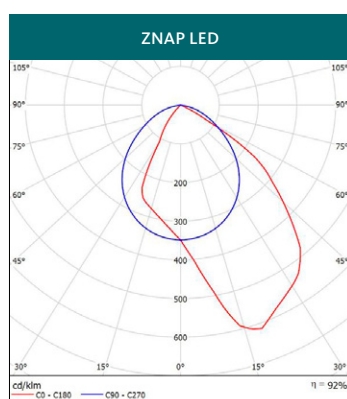 ZNAP LED
105° 105°
90° 90°
75° 75°
60° 60°
45° 45°
200
300
400
500
600
30° 15° 0° 15° 30°
cd/klm η = 92%
C0 - C180 C90 - C270